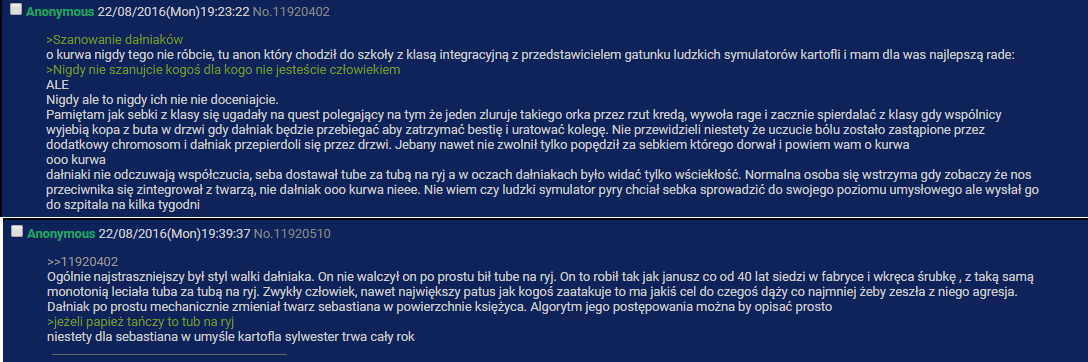 Anonymous 22/08/2016(Mon)19:23:22 No.11920402
>Szanowanie dałniaków
o kurwa nigdy tego nie róbcie, tu anon który chodził do szkoły z klasą integracyjną z przedstawicielem gatunku ludzkich symulatorów kartofli i mam dla was najlepszą rade:
>Nigdy nie szanujcie kogoś dla kogo nie jesteście człowiekiem
ALE
Nigdy ale to nigdy ich nie nie doceniajcie.
Pamiętam jak sebki z klasy się ugadały na quest polegający na tym że jeden zluruje takiego orka przez rzut kredą, wywoła rage i zacznie spierdalać z klasy gdy wspólnicy
wyjebią kopa z buta w drzwi gdy dałniak będzie przebiegać aby zatrzymać bestię i uratować kolegę. Nie przewidzieli niestety że uczucie bólu zostało zastąpione przez
dodatkowy chromosom i dałniak przepierdoli się przez drzwi. Jebany nawet nie zwolnił tylko popędził za sebkiem którego dorwał i powiem wam o kurwa
ooo kurwa
dałniaki nie odczuwają współczucia, seba dostawał tube za tubą na ryj a w oczach dałniakach było widać tylko wściekłość. Normalna osoba się wstrzyma gdy zobaczy że nos
przeciwnika się zintegrował z twarzą, nie dałniak ooo kurwa nieee. Nie wiem czy ludzki symulator pyry chciał sebka sprowadzić do swojego poziomu umysłowego ale wysłał go
do szpitala na kilka tygodni
Anonymous 22/08/2016(Mon)19:39:37 No.11920510
>>11920402
Ogólnie najstraszniejszy był styl walki dałniaka. On nie walczył on po prostu bił tube na ryj. On to robił tak jak janusz co od 40 lat siedzi w fabryce i wkręca śrubkę , z taką samą
monotonią leciała tuba za tubą na ryj. Zwykły człowiek, nawet największy patus jak kogoś zaatakuje to ma jakiś cel do czegoś dąży co najmniej żeby zeszła z niego agresja.
Dałniak po prostu mechanicznie zmieniał twarz sebastiana w powierzchnie księżyca. Algorytm jego postępowania można by opisać prosto
>jeżeli papież tańczy to tub na ryj
niestety dla sebastiana w umyśle kartofla sylwester trwa cały rok